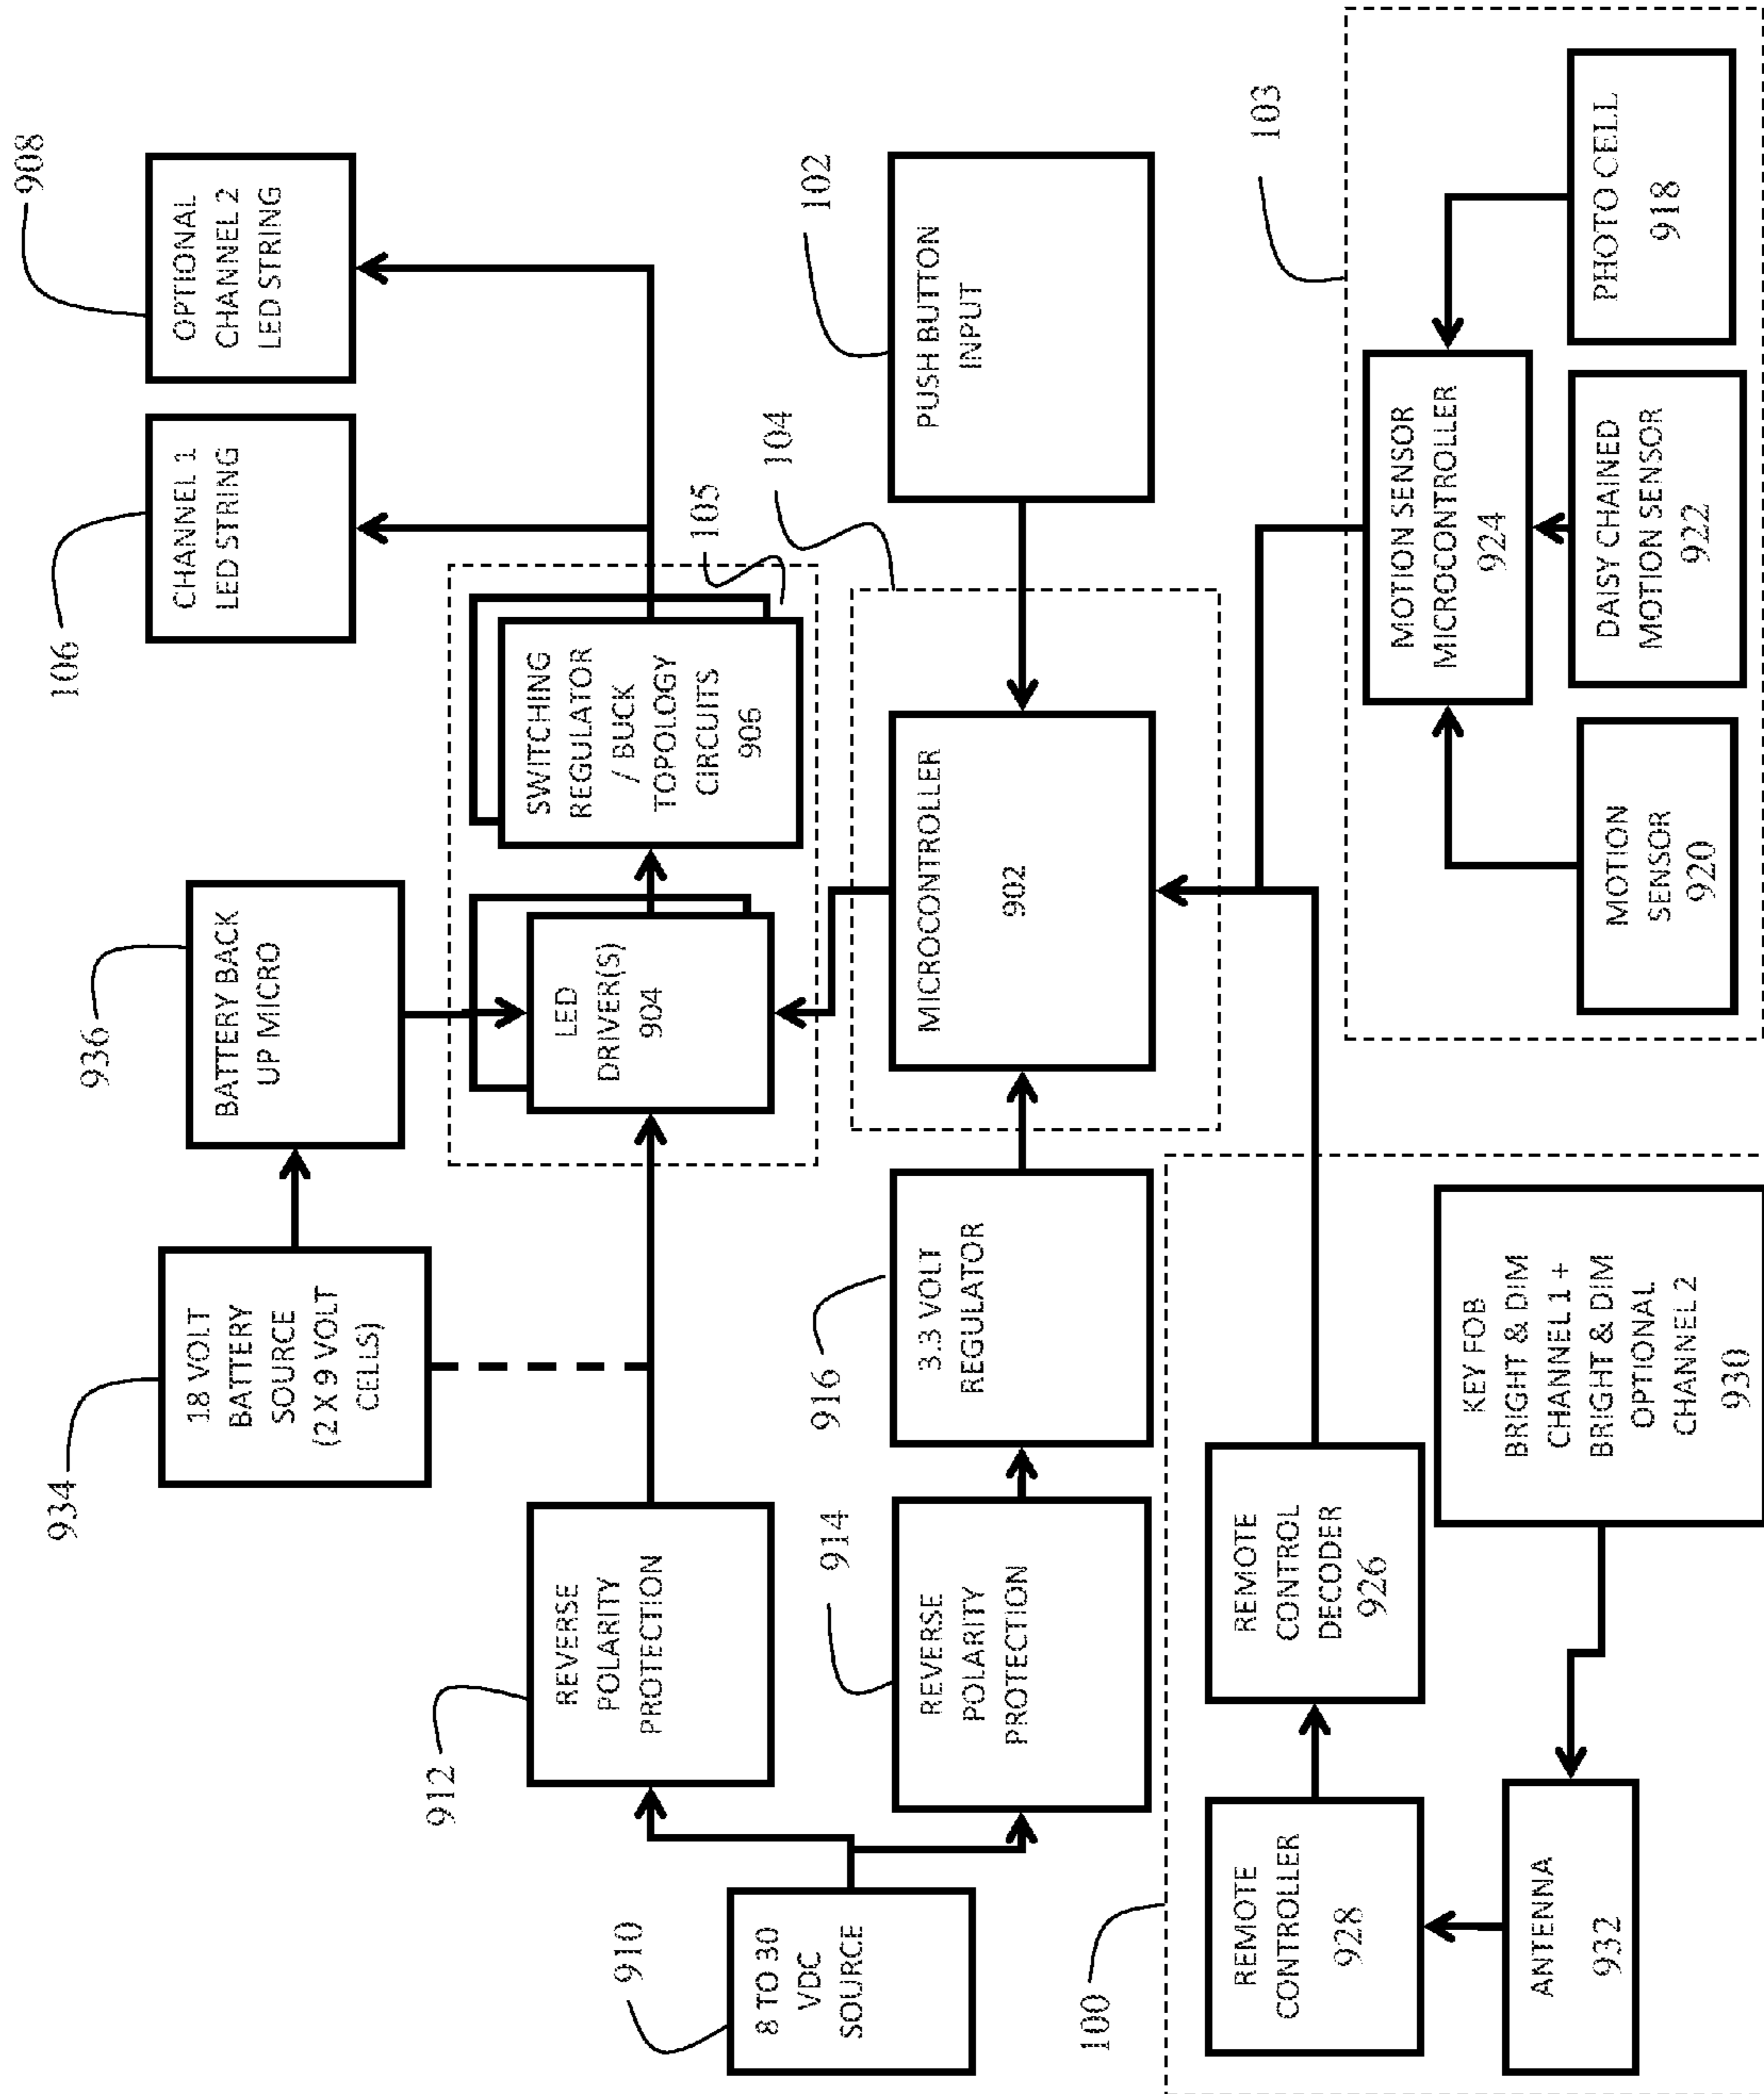 934
18 VOLT
BATTERY
SOURCE
(2 X 9 VOLT
CELLS)
936
BATTERY BACK
UP MICRO
106
CHANNEL 1
LED STRING
908
OPTIONAL
CHANNEL 2
LED STRING
912
REVERSE
POLARITY
PROTECTION
LED
DRIVER(S)
904
SWITCHING
REGULATOR
/ BUCK
TOPOLOGY
CIRCUITS
906
105
104
910
8 TO 30
VDC
SOURCE
914
REVERSE
POLARITY
PROTECTION
916
3.3 VOLT
REGULATOR
MICROCONTROLLER
902
102
PUSH BUTTON
INPUT
100
REMOTE
CONTROLLER
928
REMOTE
CONTROL
DECODER
926
ANTENNA
932
KEY FOB
BRIGHT & DIM
CHANNEL 1 +
BRIGHT & DIM
OPTIONAL
CHANNEL 2
930
103
MOTION SENSOR
MICROCONTROLLER
924
MOTION
SENSOR
920
DAISY CHAINED
MOTION SENSOR
922
PHOTO CELL
918